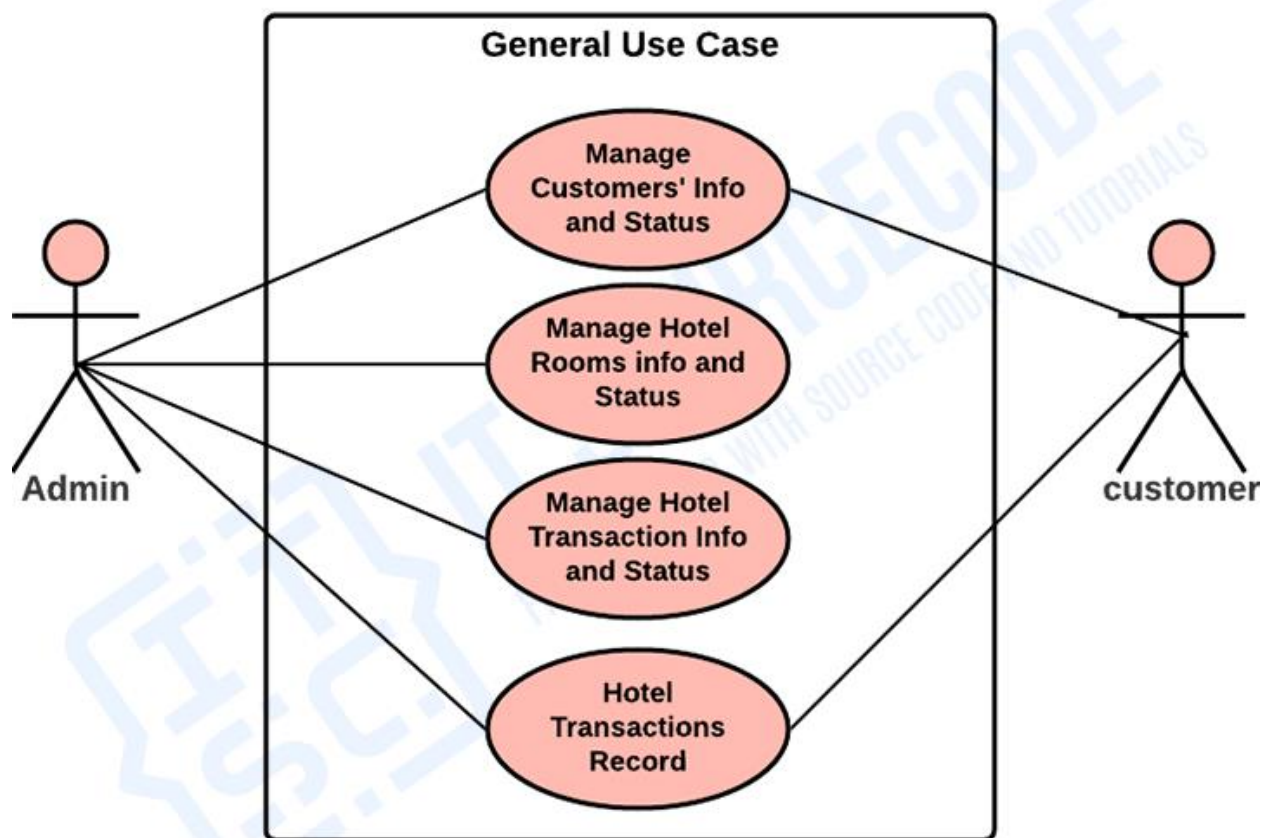 General Use Case
Manage
Customers' Info
and Status
Manage Hotel
Rooms info and
Status
Admin
customer
Manage Hotel
Transaction Info
and Status
Hotel
Transactions
Record